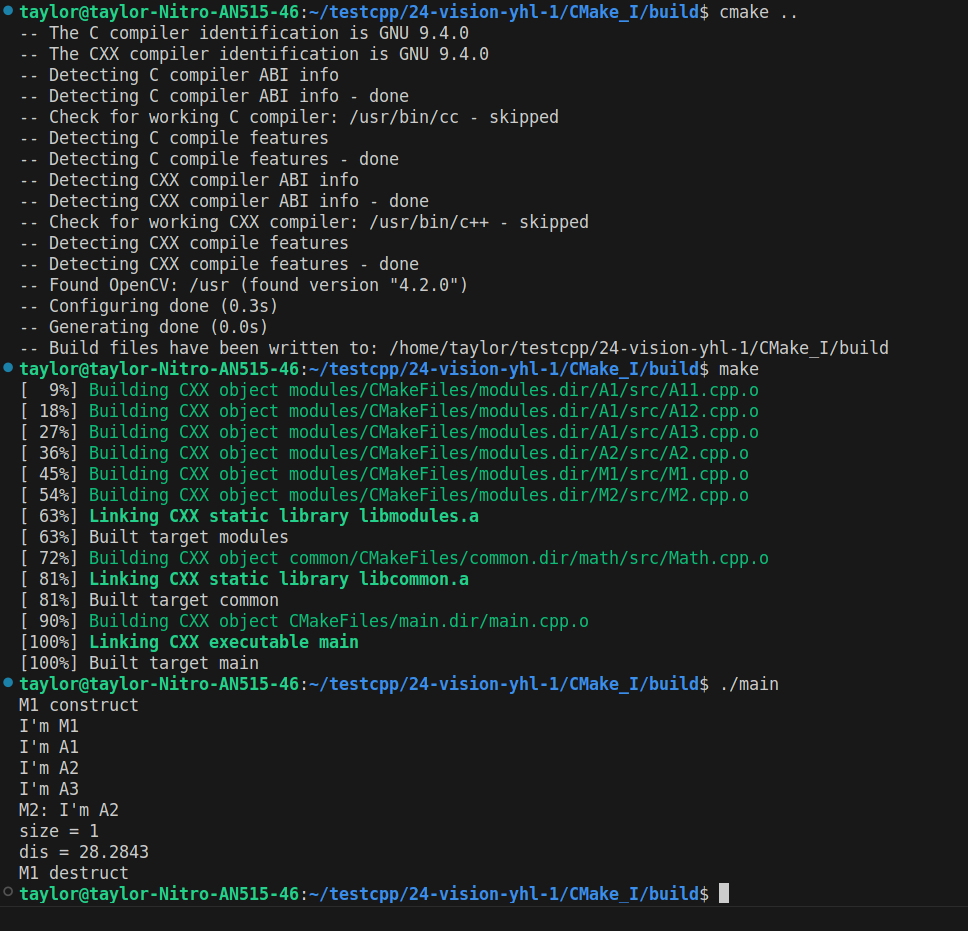 taylor@taylor-Nitro-AN515-46:~/testcpp/24-vision-yhl-1/CMake_I/build$ cmake ..
-- The C compiler identification is GNU 9.4.0
-- The CXX compiler identification is GNU 9.4.0
-- Detecting C compiler ABI info
-- Detecting C compiler ABI info - done
-- Check for working C compiler: /usr/bin/cc - skipped
-- Detecting C compile features
-- Detecting C compile features - done
-- Detecting CXX compiler ABI info
-- Detecting CXX compiler ABI info - done
-- Check for working CXX compiler: /usr/bin/c++ - skipped
-- Detecting CXX compile features
-- Detecting CXX compile features - done
-- Found OpenCV: /usr (found version "4.2.0")
-- Configuring done (0.3s)
-- Generating done (0.0s)
-- Build files have been written to: /home/taylor/testcpp/24-vision-yhl-1/CMake_I/build
taylor@taylor-Nitro-AN515-46:~/testcpp/24-vision-yhl-1/CMake_I/build$ make
[  9%] Building CXX object modules/CMakeFiles/modules.dir/A1/src/A11.cpp.o
[ 18%] Building CXX object modules/CMakeFiles/modules.dir/A1/src/A12.cpp.o
[ 27%] Building CXX object modules/CMakeFiles/modules.dir/A1/src/A13.cpp.o
[ 36%] Building CXX object modules/CMakeFiles/modules.dir/A2/src/A2.cpp.o
[ 45%] Building CXX object modules/CMakeFiles/modules.dir/M1/src/M1.cpp.o
[ 54%] Building CXX object modules/CMakeFiles/modules.dir/M2/src/M2.cpp.o
[ 63%] Linking CXX static library libmodules.a
[ 63%] Built target modules
[ 72%] Building CXX object common/CMakeFiles/common.dir/math/src/Math.cpp.o
[ 81%] Linking CXX static library libcommon.a
[ 81%] Built target common
[ 90%] Building CXX object CMakeFiles/main.dir/main.cpp.o
[100%] Linking CXX executable main
[100%] Built target main
taylor@taylor-Nitro-AN515-46:~/testcpp/24-vision-yhl-1/CMake_I/build$ ./main
M1 construct
I'm M1
I'm A1
I'm A2
I'm A3
M2: I'm A2
size = 1
dis = 28.2843
M1 destruct
taylor@taylor-Nitro-AN515-46:~/testcpp/24-vision-yhl-1/CMake_I/build$